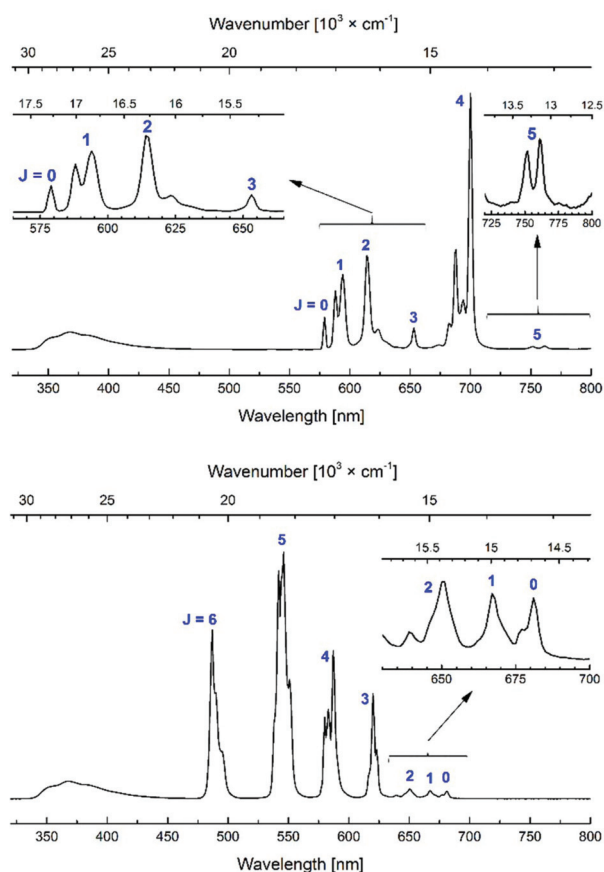 Wavenumber [10³ × cm⁻¹]
30 25 20 15
17.5 17 16.5 16 15.5
13.5 13 12.5
J = 0 1 2 3
4
5
575 600 625 650
725 750 775 800
J = 0 1 2 3 5
350 400 450 500 550 600 650 700 750 800
Wavelength [nm]
Wavenumber [10³ × cm⁻¹]
30 25 20 15
5
15.5 15 14.5
2 1 0
J = 6
4
650 675 700
3
2 1 0
350 400 450 500 550 600 650 700 750 800
Wavelength [nm]